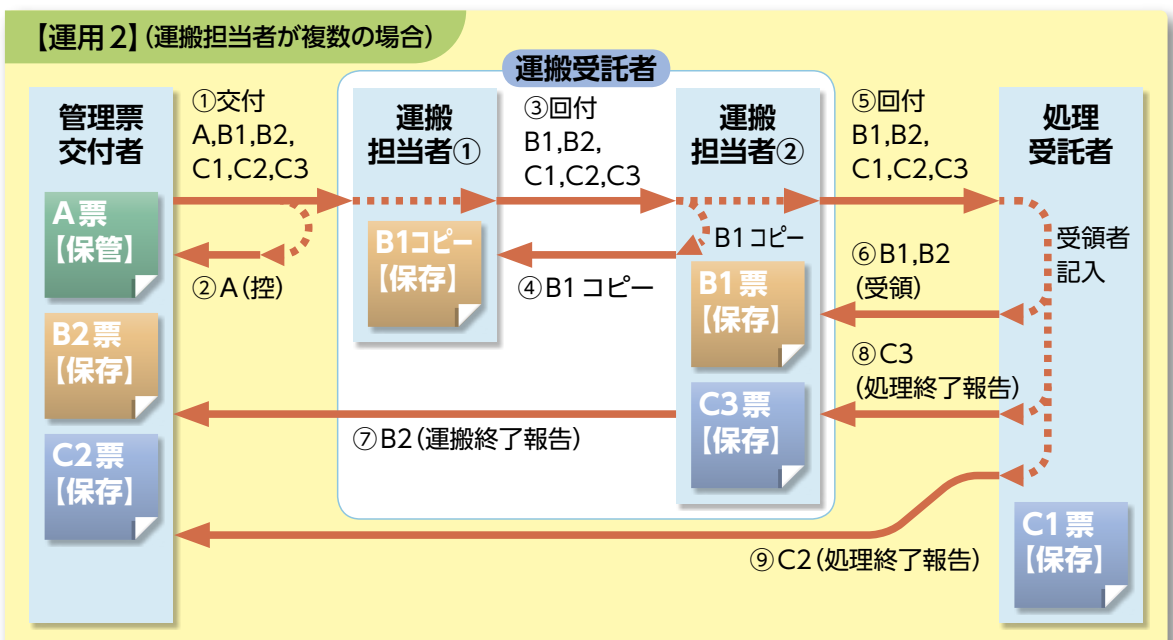 【運用2】(運搬担当者が複数の場合)
運搬受託者
管理票
交付者
①交付
A,B1,B2,
C1,C2,C3
運搬
担当者①
③回付
B1,B2,
C1,C2,C3
運搬
担当者②
⑤回付
B1,B2,
C1,C2,C3
処理
受託者
A票
【保管】
②A(控)
B1コピー
【保存】
④B1コピー
B1コピー
B1票
【保存】
⑥B1,B2
(受領)
受領者
記入
B2票
【保存】
⑧C3
(処理終了報告)
C3票
【保存】
⑦B2(運搬終了報告)
C2票
【保存】
C1票
【保存】
⑨C2(処理終了報告)